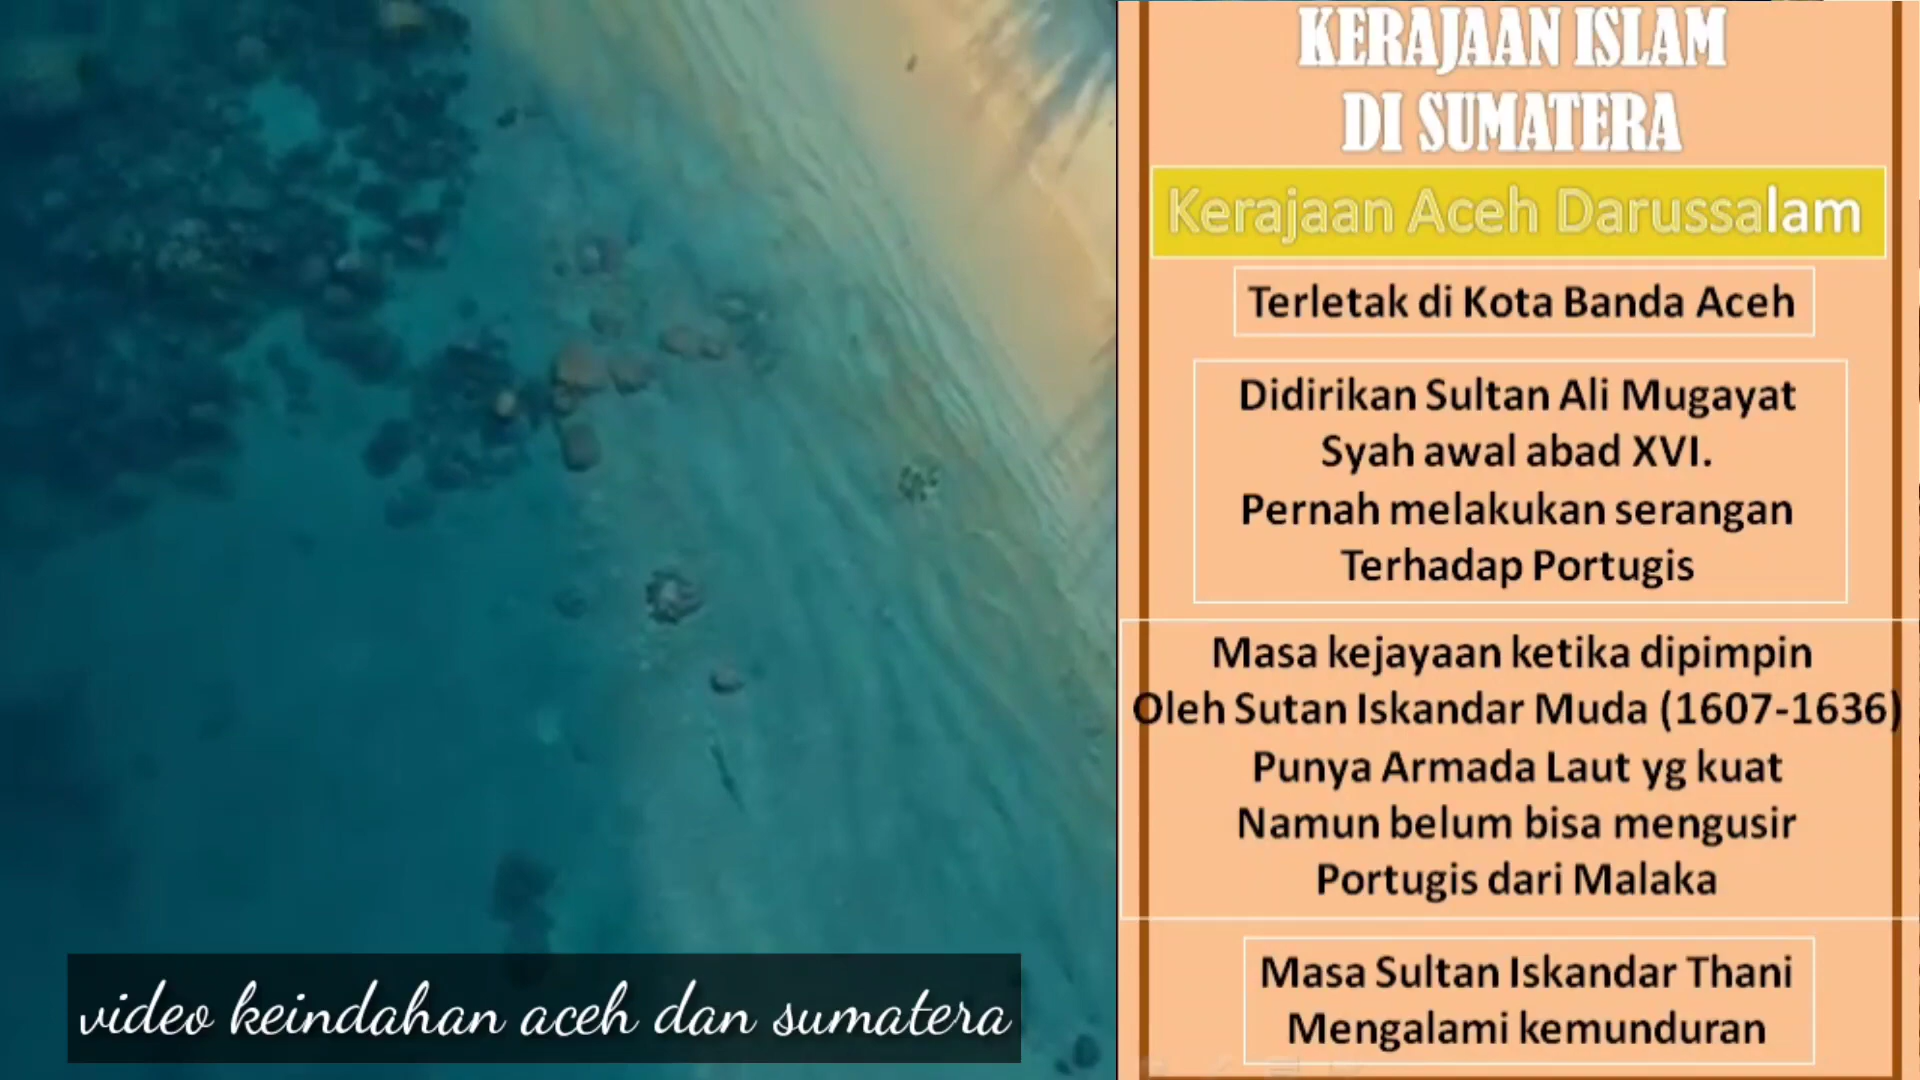 KERAJAAN ISLAM
DI SUMATERA
Kerajaan Aceh Darussalam
Terletak di Kota Banda Aceh
Didirikan Sultan Ali Mugayat
Syah awal abad XVI.
Pernah melakukan serangan
Terhadap Portugis
Masa kejayaan ketika dipimpin
Oleh Sutan Iskandar Muda (1607-1636)
Punya Armada Laut yg kuat
Namun belum bisa mengusir
Portugis dari Malaka
Masa Sultan Iskandar Thani
Mengalami kemunduran
video keindahan aceh dan sumatera